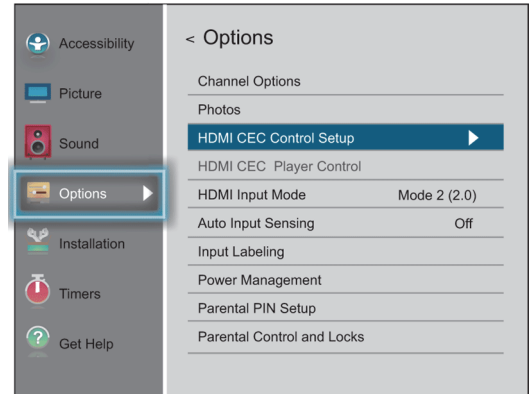 Accessibility
Picture
Sound
Options
Installation
Timers
Get Help
< Options
Channel Options
Photos
HDMI CEC Control Setup
HDMI CEC Player Control
HDMI Input Mode Mode 2 (2.0)
Auto Input Sensing Off
Input Labeling
Power Management
Parental PIN Setup
Parental Control and Locks